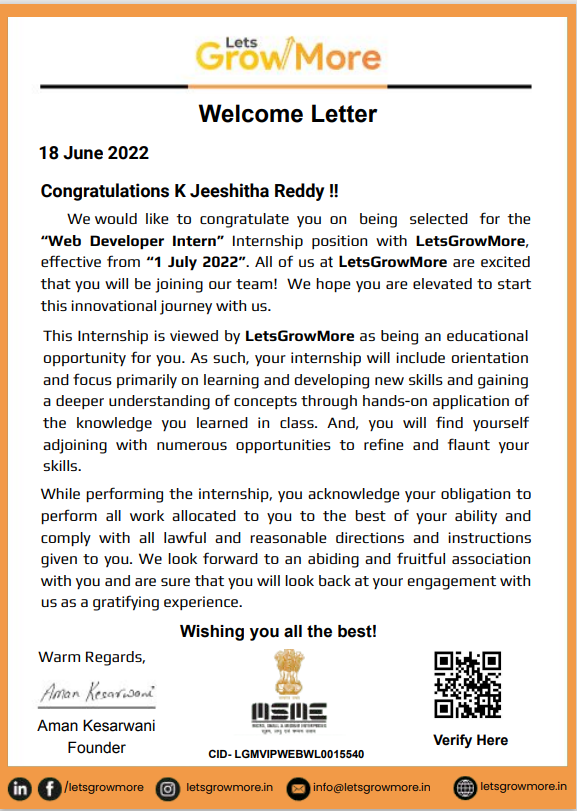 Lets
GrowMore
Welcome Letter
18 June 2022
Congratulations K Jeeshitha Reddy !!
We would like to congratulate you on being selected for the
“Web Developer Intern” Internship position with LetsGrowMore,
effective from “1 July 2022”. All of us at LetsGrowMore are excited
that you will be joining our team! We hope you are elevated to start
this innovational journey with us.
This Internship is viewed by LetsGrowMore as being an educational
opportunity for you. As such, your internship will include orientation
and focus primarily on learning and developing new skills and gaining
a deeper understanding of concepts through hands-on application of
the knowledge you learned in class. And, you will find yourself
adjoining with numerous opportunities to refine and flaunt your
skills.
While performing the internship, you acknowledge your obligation to
perform all work allocated to you to the best of your ability and
comply with all lawful and reasonable directions and instructions
given to you. We look forward to an abiding and fruitful association
with you and are sure that you will look back at your engagement with
us as a gratifying experience.
Wishing you all the best!
Warm Regards,
Aman Kesarwani
Aman Kesarwani
Founder
MSME
MICRO, SMALL & MEDIUM ENTERPRISES
CID- LGMVIPWEBWL0015540
Verify Here
/letsgrowmore
letsgrowmore.in
info@letsgrowmore.in
letsgrowmore.in